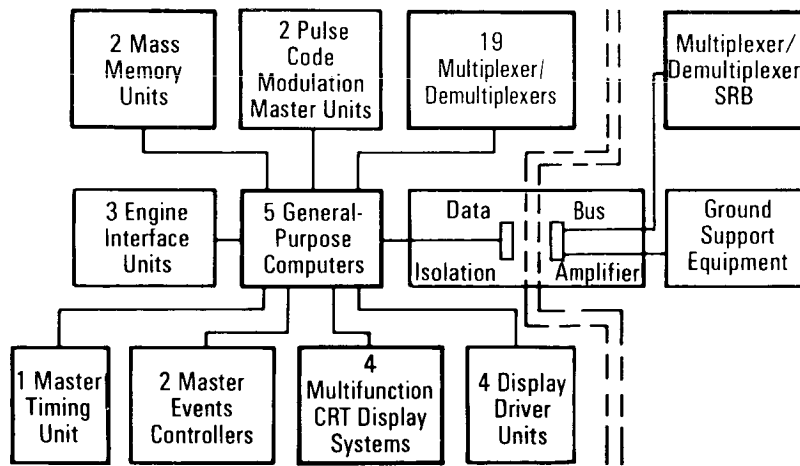 2 Mass
Memory
Units
2 Pulse
Code
Modulation
Master Units
19
Multiplexer/
Demultiplexers
Multiplexer/
Demultiplexer
SRB
3 Engine
Interface
Units
5 General-
Purpose
Computers
Data
Bus
Isolation
Amplifier
Ground
Support
Equipment
1 Master
Timing
Unit
2 Master
Events
Controllers
4
Multifunction
CRT Display
Systems
4 Display
Driver
Units